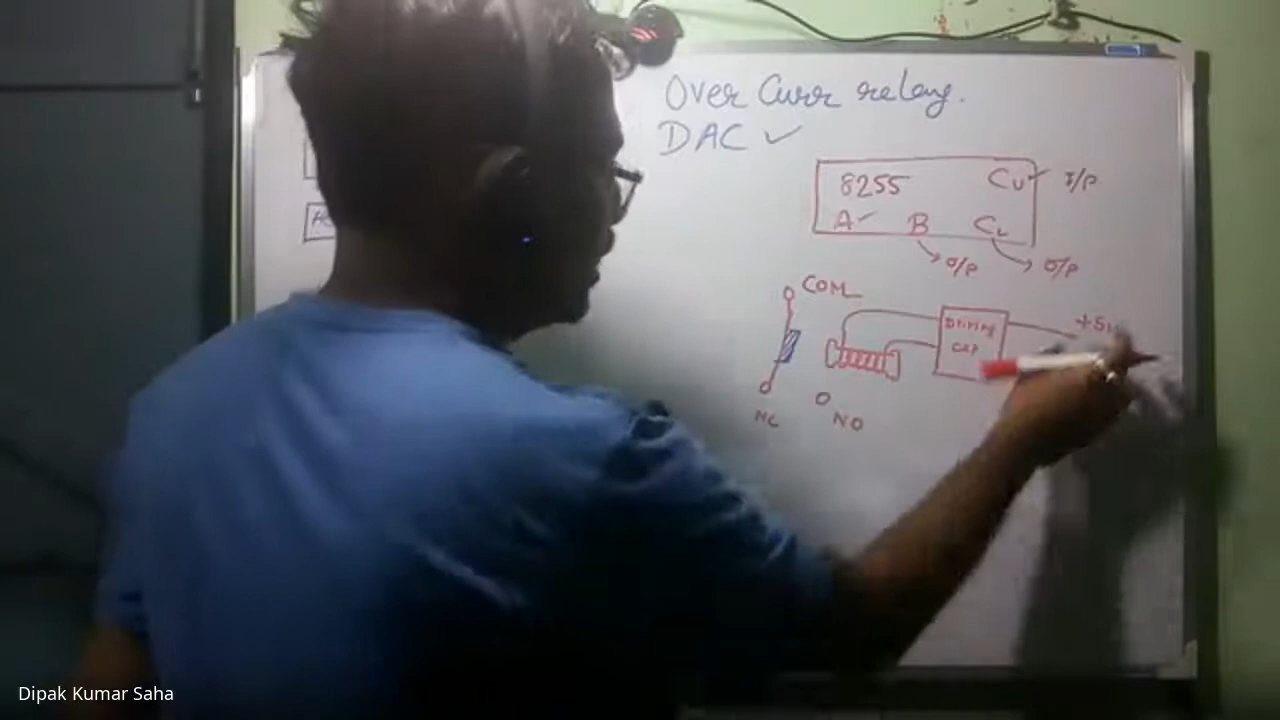 Over Curr relay.
DAC ✓
8255 Cu I/P
A ✓ B CL
O/P O/P
COM
Driving
CKT
+5v
NC NO
Dipak Kumar Saha